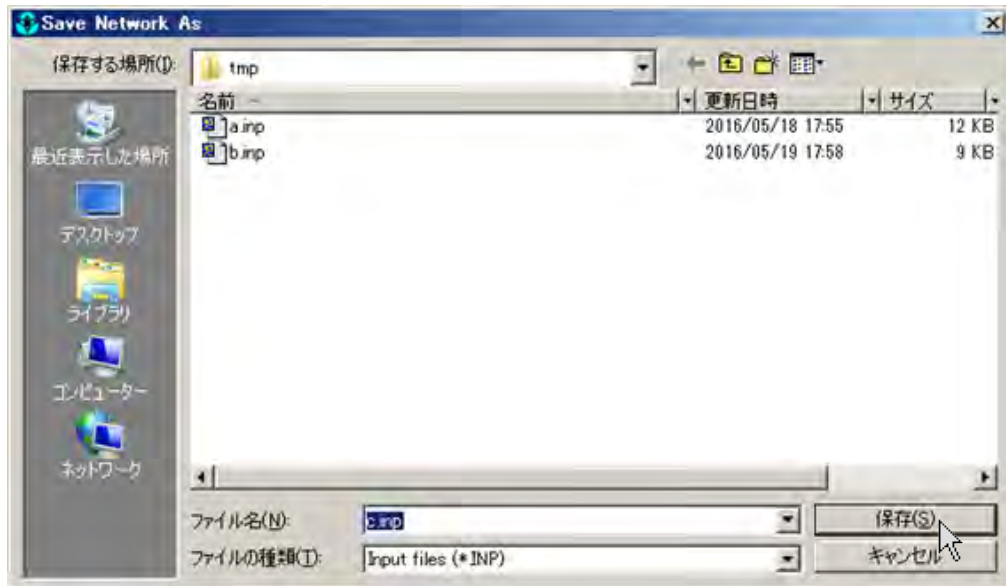 Save Network As
保存する場所(I):
tmp
名前
更新日時
サイズ
a.inp
2016/05/18 17:55
12 KB
b.inp
2016/05/19 17:58
9 KB
最近表示した場所
デスクトップ
ライブラリ
コンピューター
ネットワーク
ファイル名(N):
c.inp
保存(S)
ファイルの種類(T):
Input files (*.INP)
キャンセル